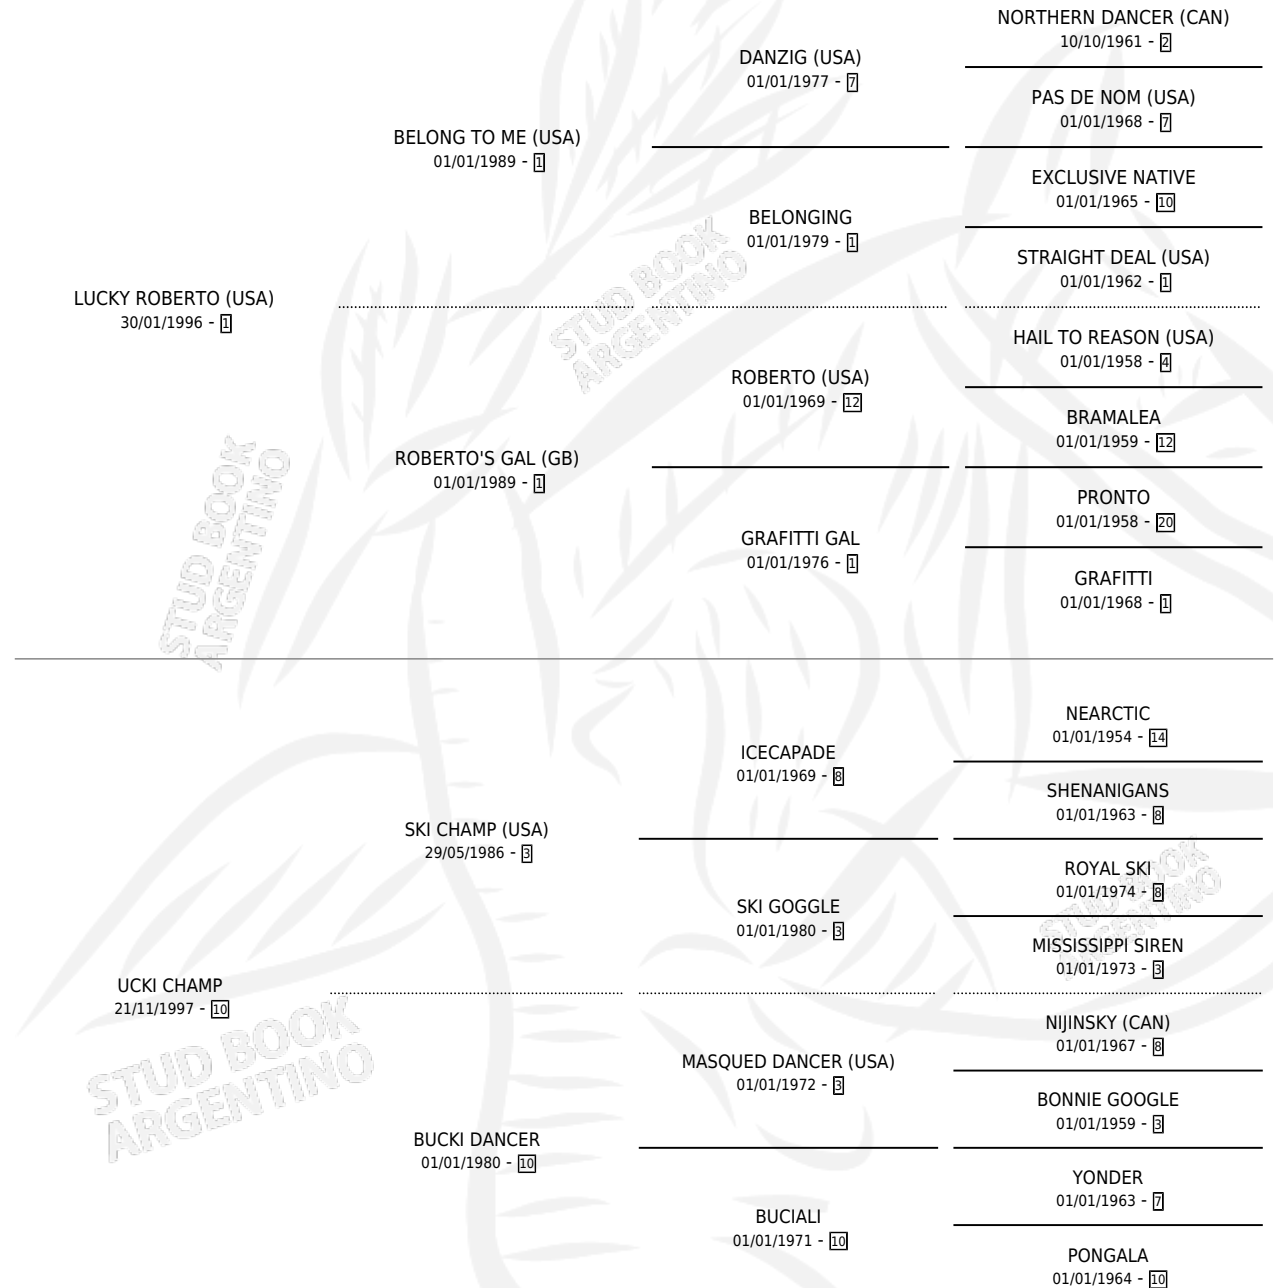 NORTHERN DANCER (CAN)
10/10/1961 - 2
DANZIG (USA)
01/01/1977 - 7
PAS DE NOM (USA)
01/01/1968 - 7
BELONG TO ME (USA)
01/01/1989 - 1
EXCLUSIVE NATIVE
01/01/1965 - 10
BELONGING
01/01/1979 - 1
STRAIGHT DEAL (USA)
01/01/1962 - 1
LUCKY ROBERTO (USA)
30/01/1996 - 1
HAIL TO REASON (USA)
01/01/1958 - 4
ROBERTO (USA)
01/01/1969 - 12
BRAMALEA
01/01/1959 - 12
ROBERTO'S GAL (GB)
01/01/1989 - 1
PRONTO
01/01/1958 - 20
GRAFITTI GAL
01/01/1976 - 1
GRAFITTI
01/01/1968 - 1
STUD BOOK
ARGENTINO
STUD BOOK
ARGENTINO
NEARCTIC
01/01/1954 - 14
ICECAPADE
01/01/1969 - 8
SHENANIGANS
01/01/1963 - 8
SKI CHAMP (USA)
29/05/1986 - 3
ROYAL SKI
01/01/1974 - 8
SKI GOGGLE
01/01/1980 - 3
MISSISSIPPI SIREN
01/01/1973 - 3
UCKI CHAMP
21/11/1997 - 10
NIJINSKY (CAN)
01/01/1967 - 8
MASQUED DANCER (USA)
01/01/1972 - 3
BONNIE GOOGLE
01/01/1959 - 3
BUCKI DANCER
01/01/1980 - 10
YONDER
01/01/1963 - 7
BUCIALI
01/01/1971 - 10
PONGALA
01/01/1964 - 10
STUD BOOK
ARGENTINO
STUD BOOK
ARGENTINO